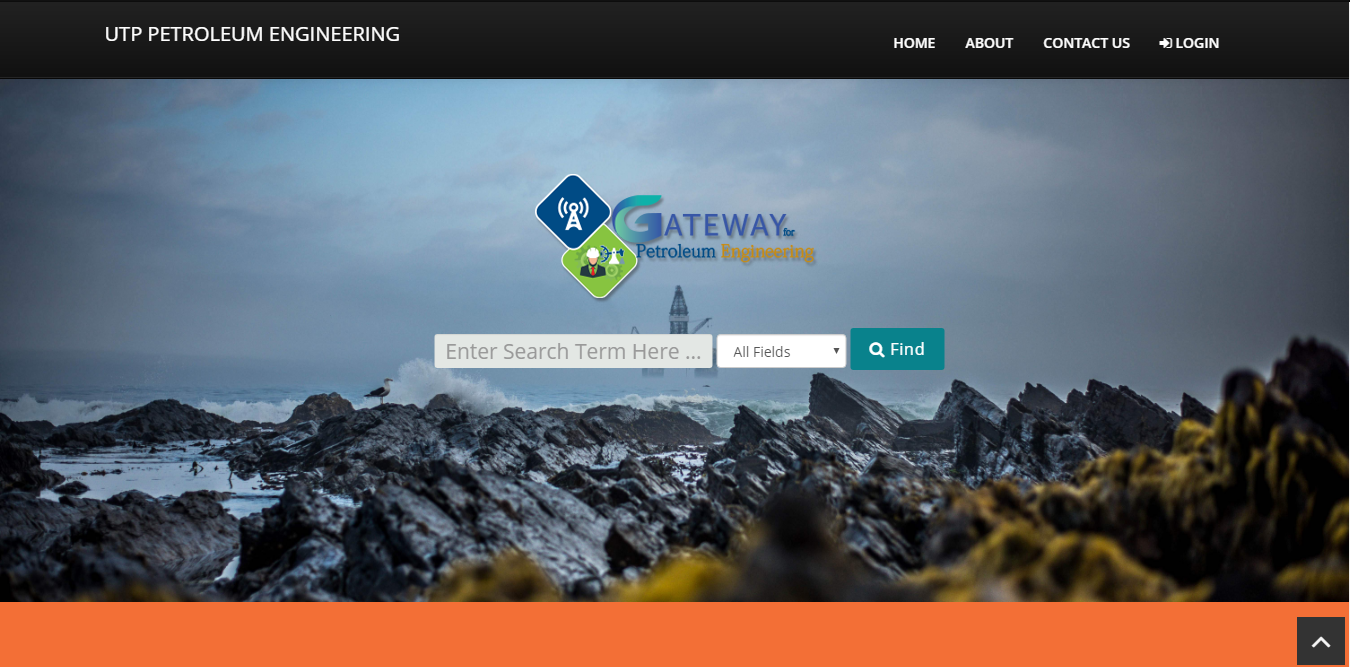 UTP PETROLEUM ENGINEERING
HOME ABOUT CONTACT US LOGIN
GATEWAY for
Petroleum Engineering
Enter Search Term Here ... All Fields Find